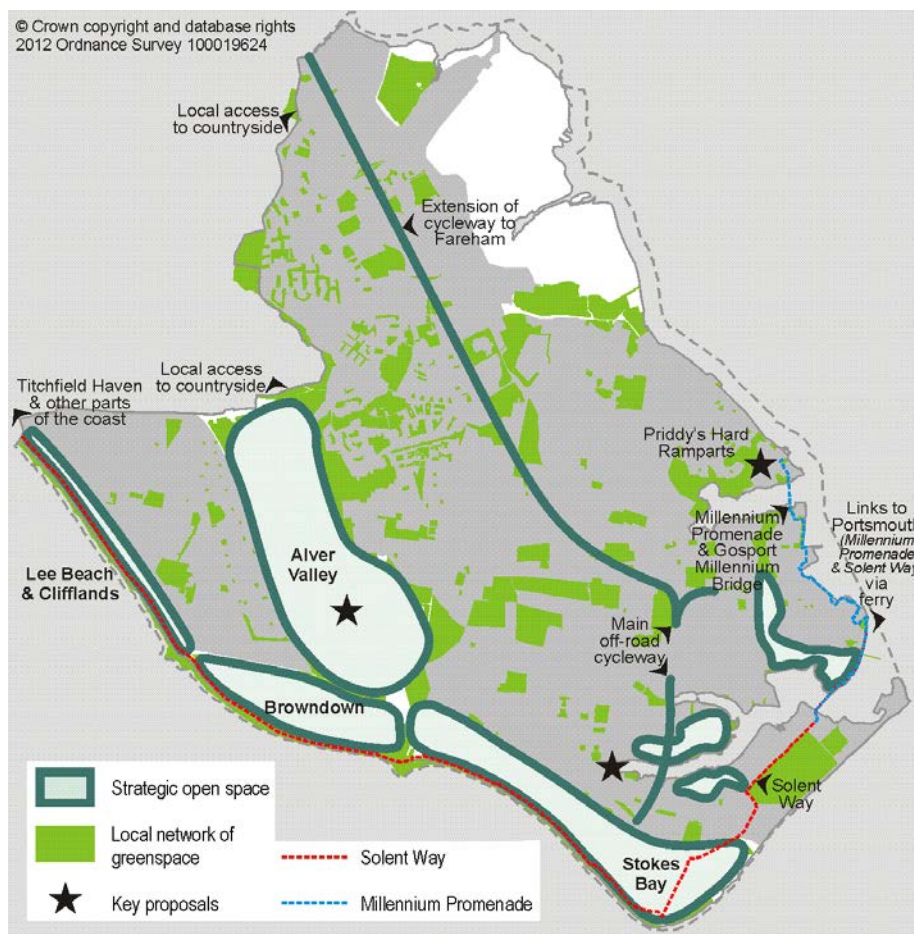 © Crown copyright and database rights
2012 Ordnance Survey 100019624
Local access
to countryside
Extension of
cycleway to
Fareham
Local access
to countryside
Titchfield Haven
& other parts
of the coast
Priddy's Hard
Ramparts
Millennium
Promenade
& Gosport
Millennium
Bridge
Links to
Portsmouth
(Millennium
Promenade
& Solent Way)
via
ferry
Alver
Valley
Lee Beach
& Clifflands
Main
off-road
cycleway
Browndown
Solent
Way
Stokes
Bay
Strategic open space
Local network of
greenspace
Key proposals
Solent Way
Millennium Promenade